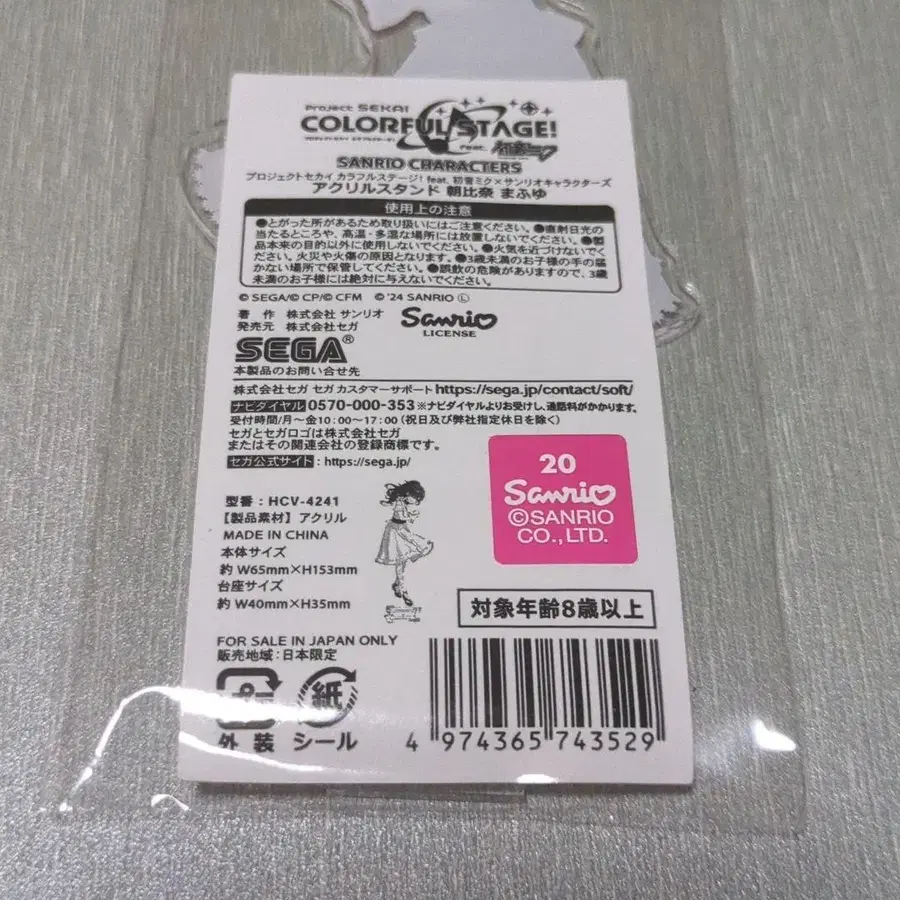 Project SEKAI
COLORFUL STAGE!
プロジェクトセカイ カラフルステージ!
feat. 初音ミク
SANRIO CHARACTERS
プロジェクトセカイ カラフルステージ! feat. 初音ミク×サンリオキャラクターズ
アクリルスタンド 朝比奈 まふゆ
使用上の注意
●とがった所があるため取り扱いにはご注意ください。●直射日光の
当たるところや、高温・多湿な場所には放置しないでください。●製
品本来の目的以外に使用しないでください。●火気を近づけないでく
ださい。火災や火傷の原因となります。●3歳未満のお子様の手の届
かない場所で保管してください。●誤飲の危険がありますので、3歳
未満のお子様には絶対に与えないでください。
© SEGA/© CP/© CFM © '24 SANRIO Ⓛ
著 作 株式会社 サンリオ
発売元 株式会社セガ
Sanrio
LICENSE
SEGA®
本製品のお問い合せ先
株式会社セガ セガ カスタマーサポート https://sega.jp/contact/soft/
ナビダイヤル 0570-000-353 ※ナビダイヤルよりお受けし、通話料がかかります。
受付時間/月〜金10:00〜17:00 (祝日及び弊社指定休日を除く)
セガとセガロゴは株式会社セガ
またはその関連会社の登録商標です。
セガ公式サイト : https://sega.jp/
20
Sanrio
©SANRIO
CO.,LTD.
型番 : HCV-4241
【製品素材】アクリル
MADE IN CHINA
本体サイズ
約 W65mm×H153mm
台座サイズ
約 W40mm×H35mm
対象年齢8歳以上
FOR SALE IN JAPAN ONLY
販売地域:日本限定
プラ
紙
外装 シール
4 974365 743529